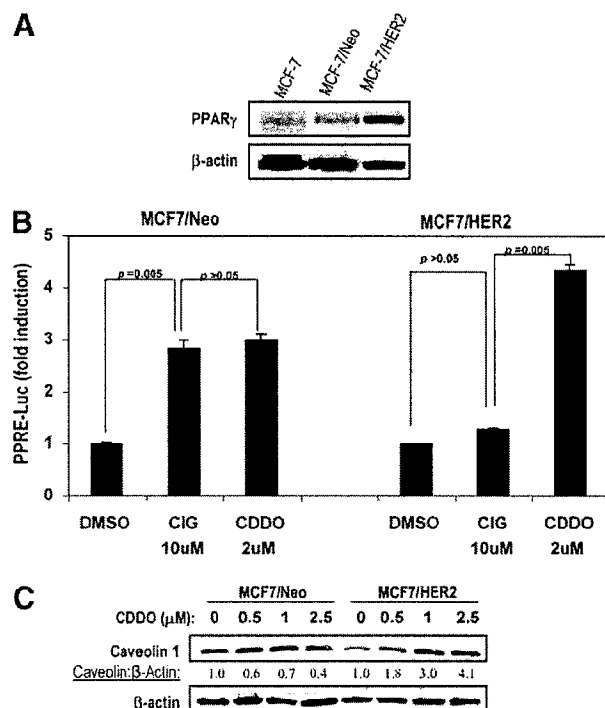 A
MCF-7
MCF-7/Neo
MCF-7/HER2
PPARγ
β-actin
B
MCF7/Neo
MCF7/HER2
PPRE-Luc (fold induction)
5
4
3
2
1
0
p =0.005
p >0.05
p >0.05
p =0.005
DMSO
CIG
10uM
CDDO
2uM
DMSO
CIG
10uM
CDDO
2uM
C
MCF7/Neo
MCF7/HER2
CDDO (μM): 0 0.5 1 2.5 0 0.5 1 2.5
Caveolin 1
Caveolin:β-Actin: 1.0 0.6 0.7 0.4 1.0 1.8 3.0 4.1
β-actin